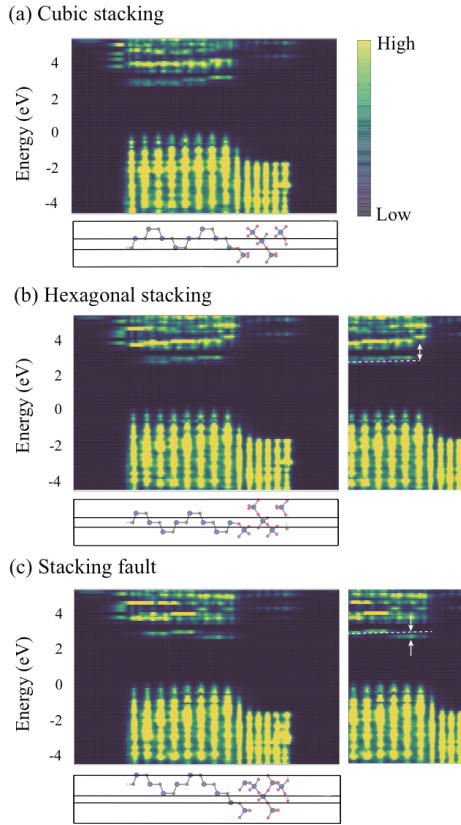 (a) Cubic stacking
High
Low
Energy (eV)
4
2
0
-2
-4
(b) Hexagonal stacking
Energy (eV)
4
2
0
-2
-4
(c) Stacking fault
Energy (eV)
4
2
0
-2
-4